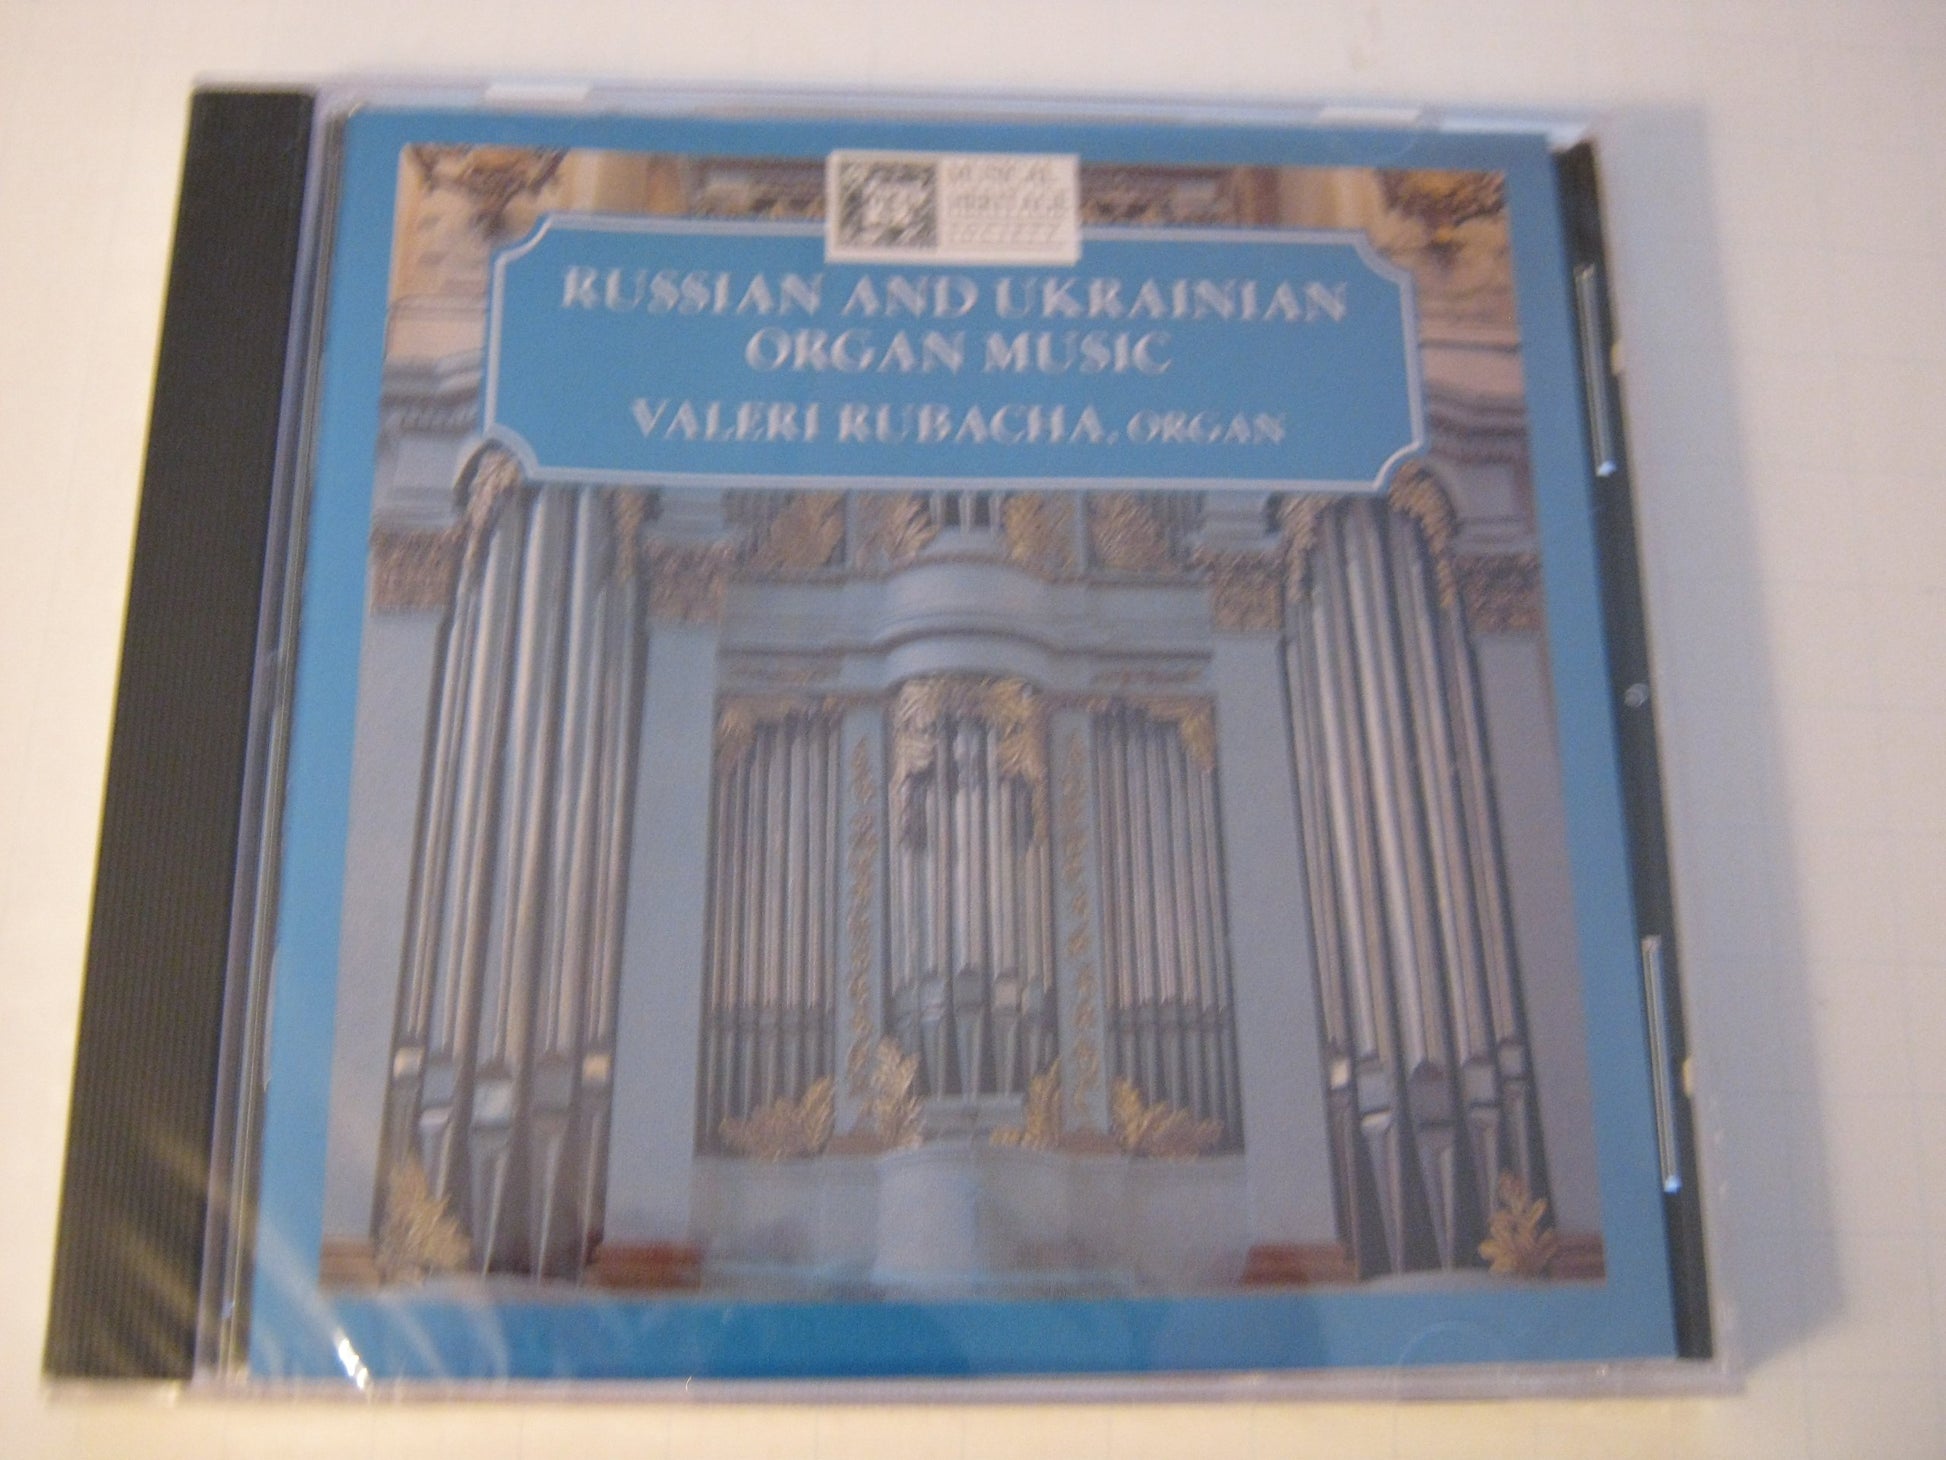 MUSICAL
HERITAGE
SOCIETY
RUSSIAN AND UKRAINIAN
ORGAN MUSIC
VALERI RUBACHA, ORGAN